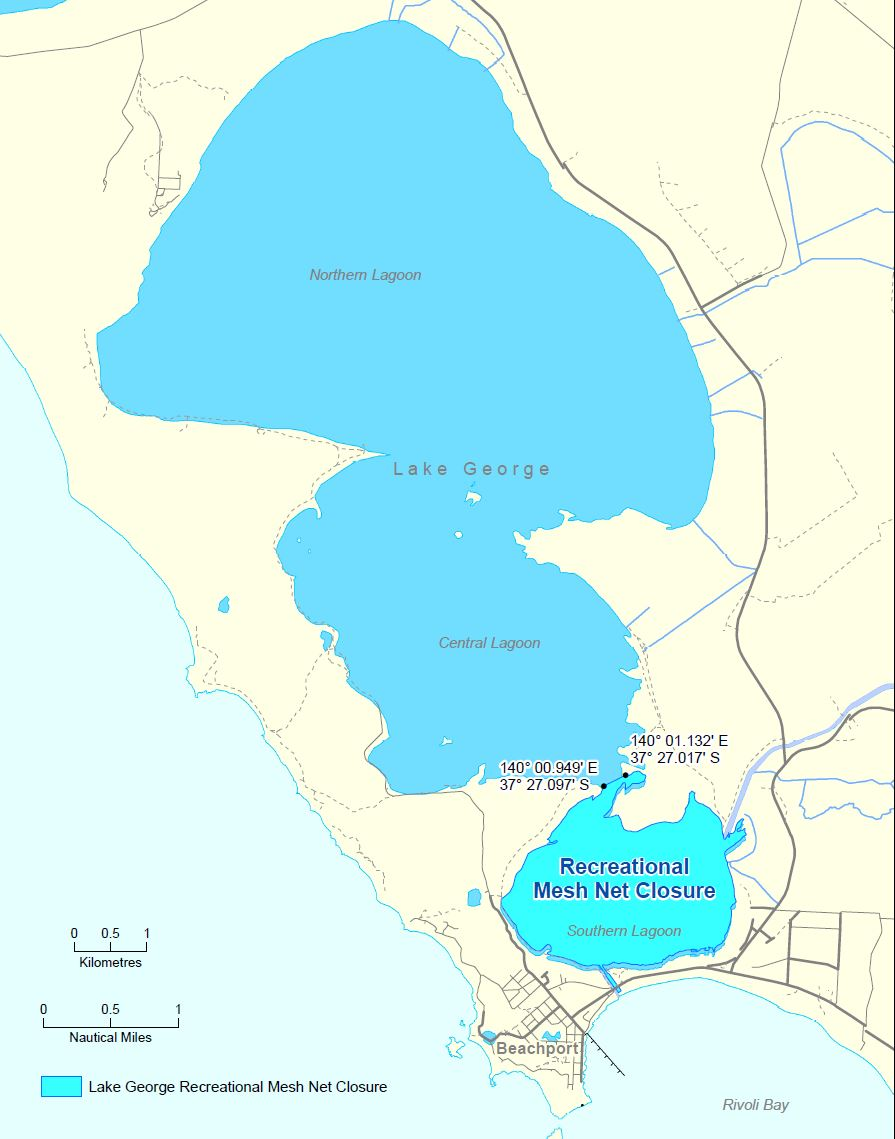 Northern Lagoon
Lake George
Central Lagoon
140° 01.132' E
37° 27.017' S
140° 00.949' E
37° 27.097' S
Recreational
Mesh Net Closure
Southern Lagoon
0 0.5 1
Kilometres
0 0.5 1
Nautical Miles
Beachport
Lake George Recreational Mesh Net Closure
Rivoli Bay